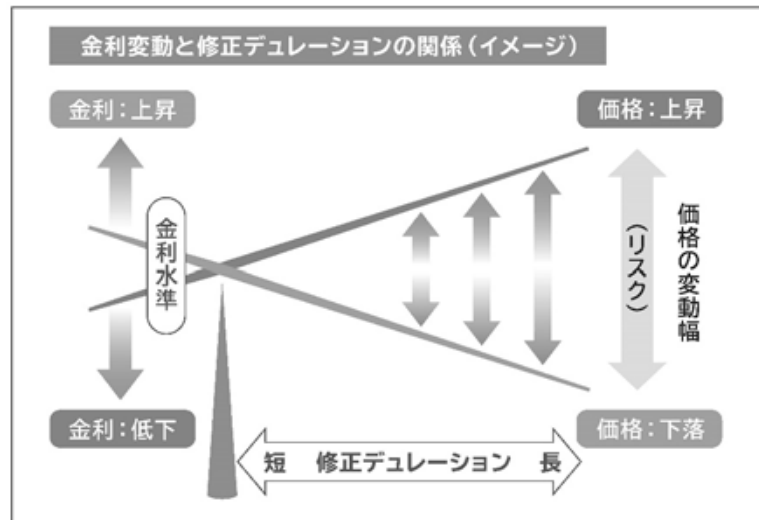 金利変動と修正デュレーションの関係(イメージ)
金利:上昇
価格:上昇
金利水準
(リスク)
価格の変動幅
金利:低下
価格:下落
短 修正デュレーション 長